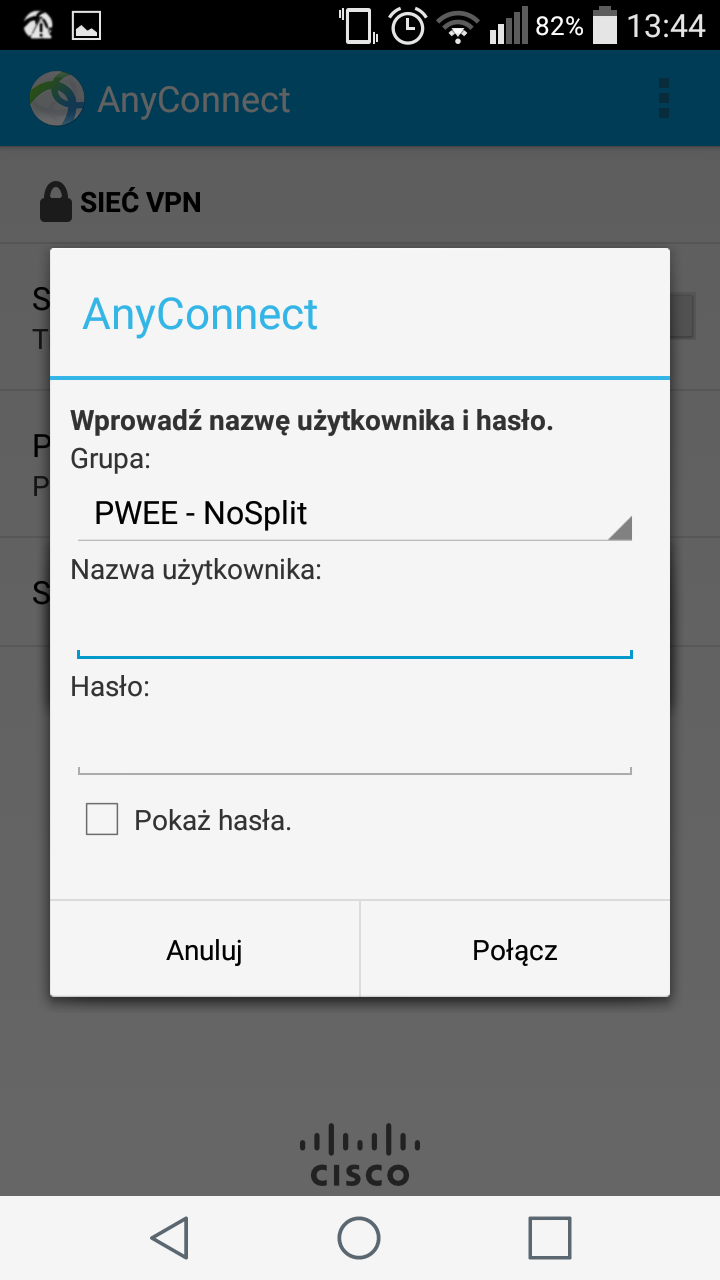 82% 13:44
AnyConnect
SIEĆ VPN
S
T
AnyConnect
Wprowadź nazwę użytkownika i hasło.
Grupa:
P
P
PWEE - NoSplit
Nazwa użytkownika:
S
Hasło:
Pokaż hasła.
Anuluj Połącz
CISCO